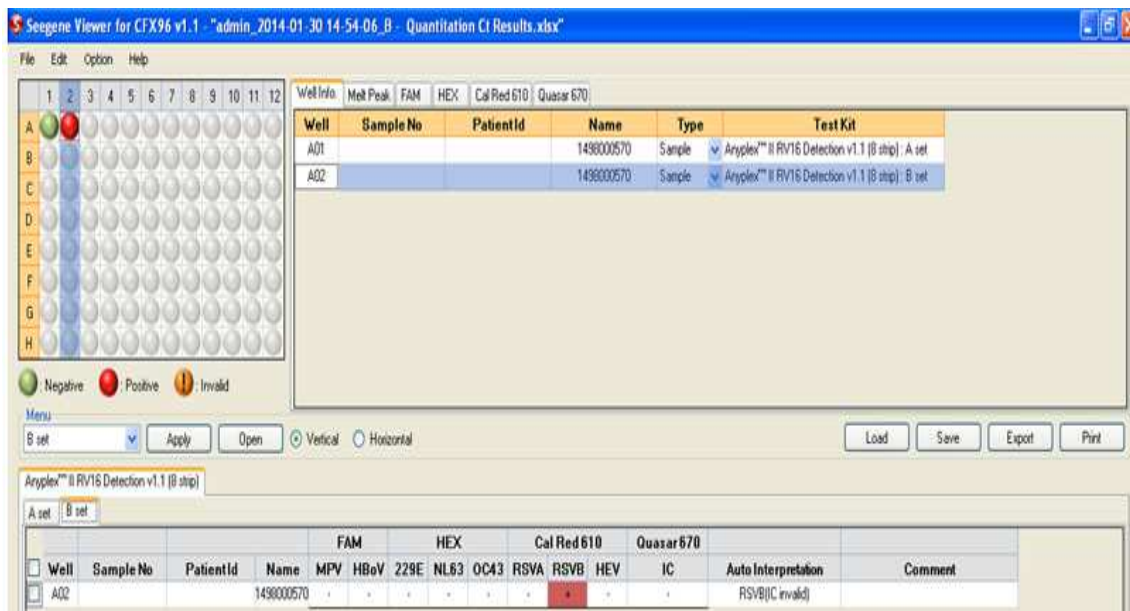 Seegene Viewer for CFX96 v1.1 - "admin_2014-01-30 14-54-06_B - Quantitation Ct Results.xlsx"
File Edit Option Help
1 2 3 4 5 6 7 8 9 10 11 12
A
B
C
D
E
F
G
H
Well Info. Melt Peak FAM HEX Cal Red 610 Quasar 670
Well Sample No Patient Id Name Type Test Kit
A01 1498000570 Sample Anyplex™ II RV16 Detection v1.1 (8 strip) : A set
A02 1498000570 Sample Anyplex™ II RV16 Detection v1.1 (8 strip) : B set
: Negative : Positive ! : Invalid
Menu
B set Apply Open Vertical Horizontal Load Save Export Print
Anyplex™ II RV16 Detection v1.1 (8 strip)
A set B set
FAM HEX Cal Red 610 Quasar 670
Well Sample No Patient Id Name MPV HBoV 229E NL63 OC43 RSVA RSVB HEV IC Auto Interpretation Comment
A02 1498000570 - - - - - - + - - RSVB(IC invalid)